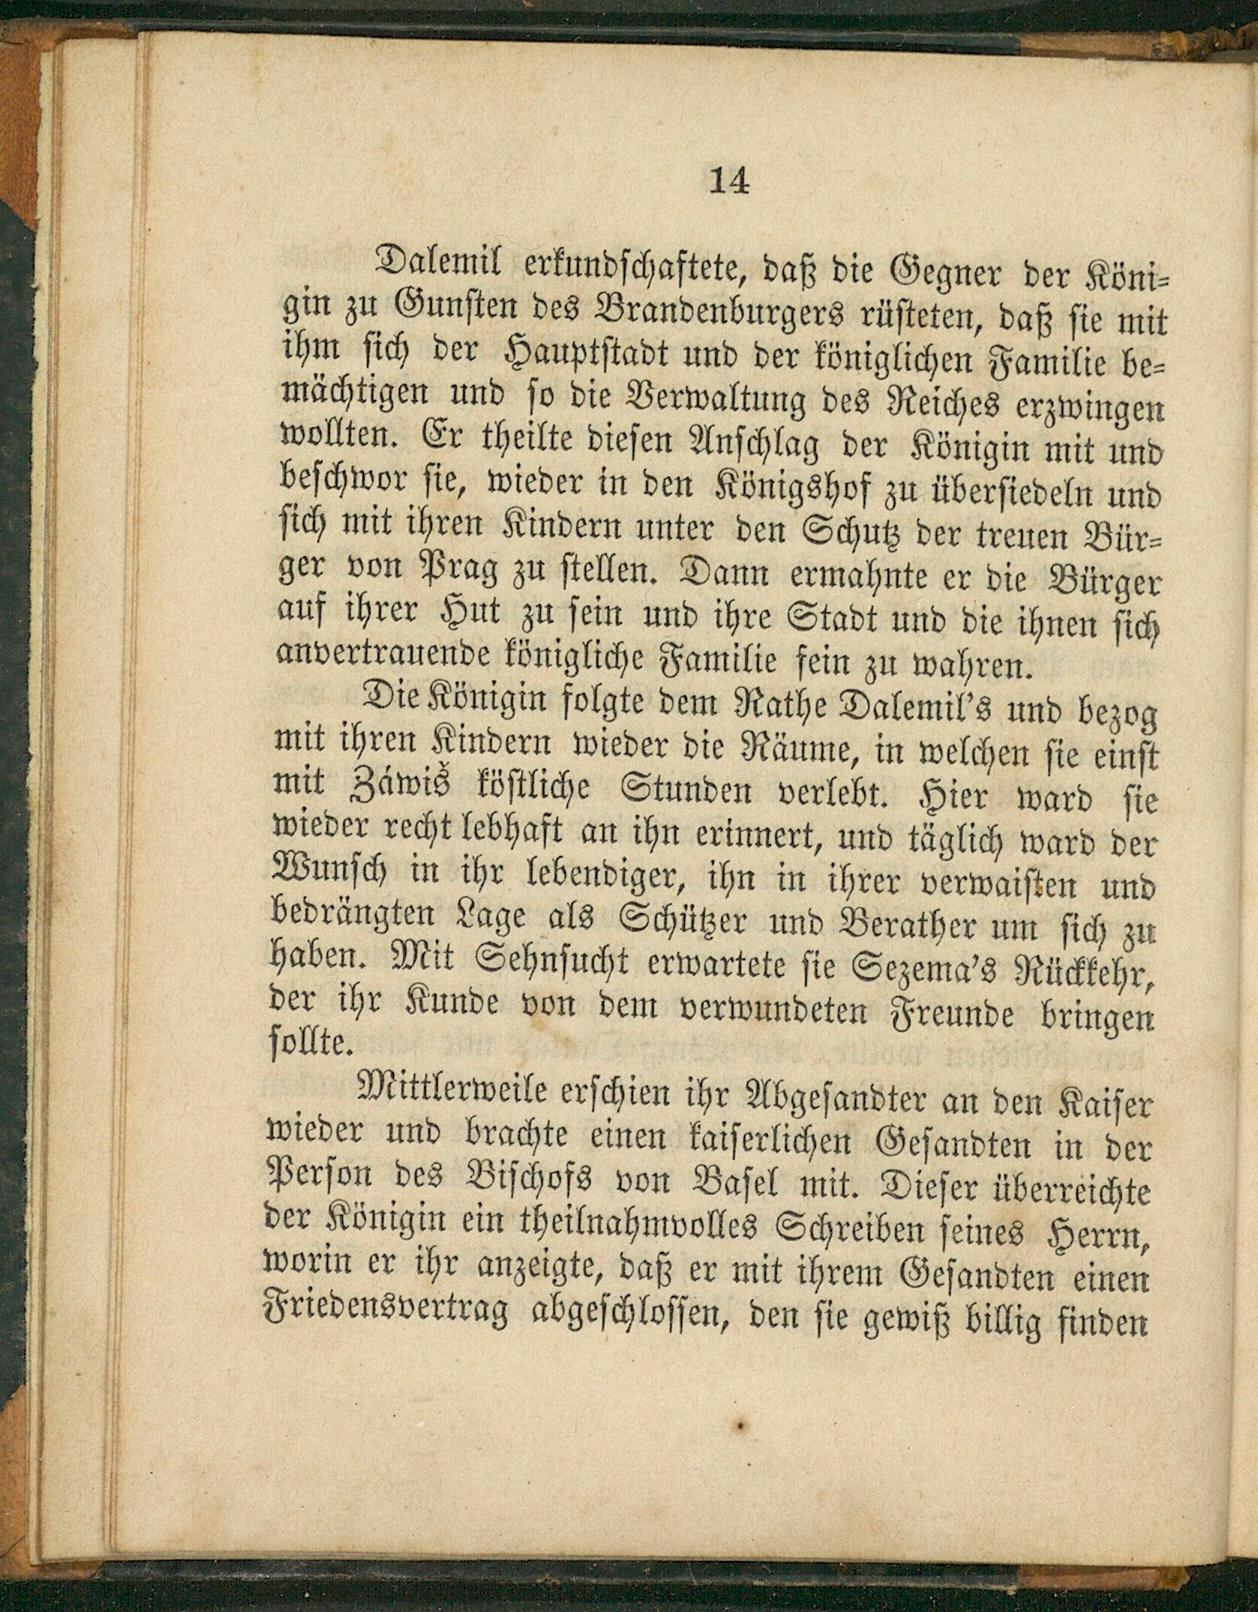 14
Dalemil erkundschaftete, daß die Gegner der Köni-
gin zu Gunsten des Brandenburgers rüsteten, daß sie mit
ihm sich der Hauptstadt und der königlichen Familie be-
mächtigen und so die Verwaltung des Reiches erzwingen
wollten. Er theilte diesen Anschlag der Königin mit und
beschwor sie, wieder in den Königshof zu übersiedeln und
sich mit ihren Kindern unter den Schutz der treuen Bür-
ger von Prag zu stellen. Dann ermahnte er die Bürger
auf ihrer Hut zu sein und ihre Stadt und die ihnen sich
anvertrauende königliche Familie fein zu wahren.
Die Königin folgte dem Rathe Dalemil's und bezog
mit ihren Kindern wieder die Räume, in welchen sie einst
mit Záwiš köstliche Stunden verlebt. Hier ward sie
wieder recht lebhaft an ihn erinnert, und täglich ward der
Wunsch in ihr lebendiger, ihn in ihrer verwaisten und
bedrängten Lage als Schützer und Berather um sich zu
haben. Mit Sehnsucht erwartete sie Sezema's Rückkehr,
der ihr Kunde von dem verwundeten Freunde bringen
sollte.
Mittlerweile erschien ihr Abgesandter an den Kaiser
wieder und brachte einen kaiserlichen Gesandten in der
Person des Bischofs von Basel mit. Dieser überreichte
der Königin ein theilnahmvolles Schreiben seines Herrn,
worin er ihr anzeigte, daß er mit ihrem Gesandten einen
Friedensvertrag abgeschlossen, den sie gewiß billig finden